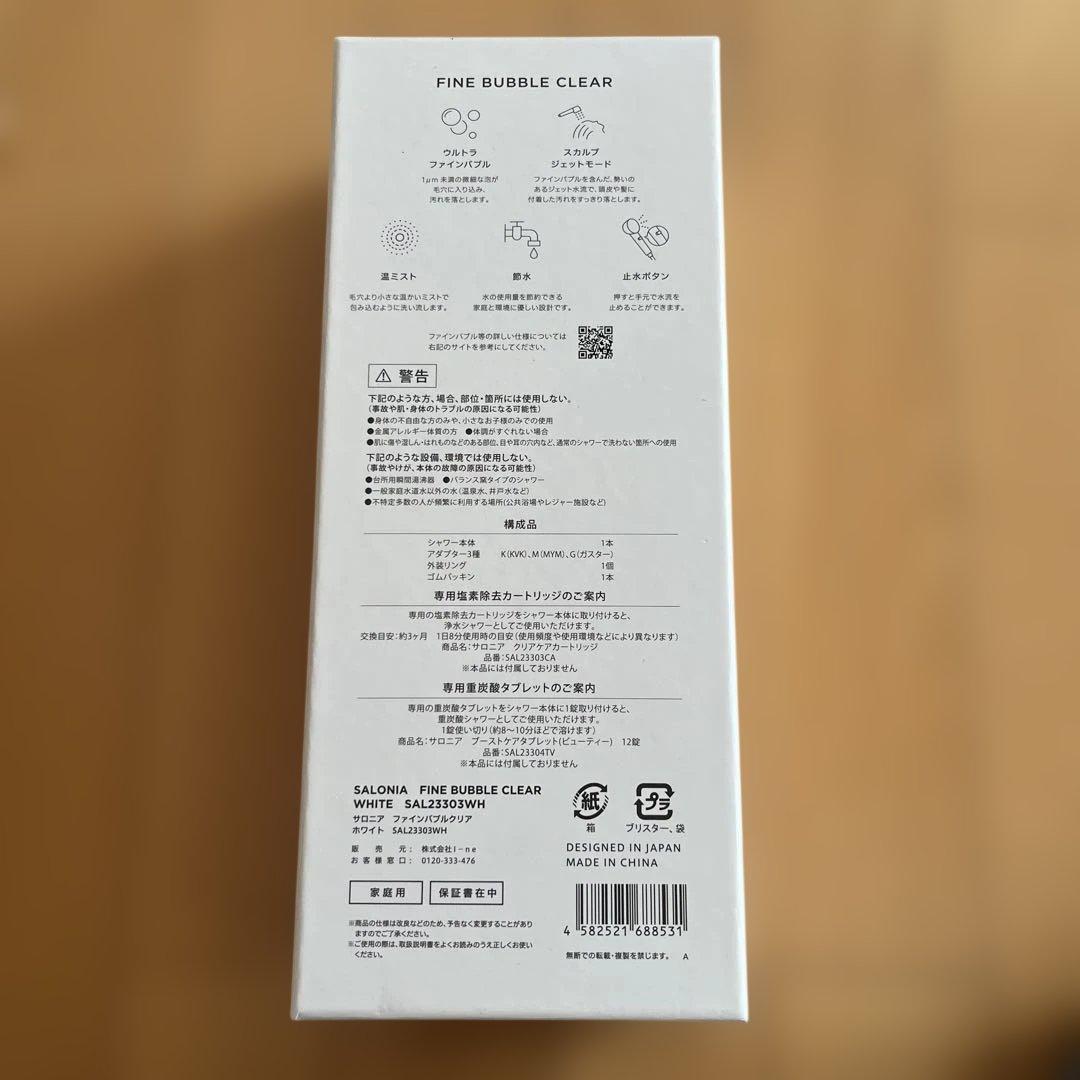 FINE BUBBLE CLEAR
ウルトラ
ファインバブル
1μm 未満の微細な泡が
毛穴に入り込み、
汚れを落とします。
スカルプ
ジェットモード
ファインバブルを含んだ、勢いの
あるジェット水流で、頭皮や髪に
付着した汚れをすっきり落とします。
温ミスト
毛穴より小さな温かいミストで
包み込むように洗い流します。
節水
水の使用量を節約できる
家庭と環境に優しい設計です。
止水ボタン
押すと手元で水流を
止めることができます。
ファインバブル等の詳しい仕様については
右記のサイトを参考にしてください。
警告
下記のような方、場合、部位・箇所には使用しない。
(事故や肌・身体のトラブルの原因になる可能性)
●身体の不自由な方のみや、小さなお子様のみでの使用
●金属アレルギー体質の方 ●体調がすぐれない場合
●肌に傷や湿しん・はれものなどのある部位、目や耳の穴内など、通常のシャワーで洗わない箇所への使用
下記のような設備、環境では使用しない。
(事故やけが、本体の故障の原因になる可能性)
●台所用瞬間湯沸器 ●バランス窯タイプのシャワー
●一般家庭水道水以外の水(温泉水、井戸水など)
●不特定多数の人が頻繁に利用する場所(公共浴場やレジャー施設など)
構成品
シャワー本体 1本
アダプター3種 K(KVK)、M(MYM)、G(ガスター)
外装リング 1個
ゴムパッキン 1本
専用塩素除去カートリッジのご案内
専用の塩素除去カートリッジをシャワー本体に取り付けると、
浄水シャワーとしてご使用いただけます。
交換目安:約3ヶ月 1日8分使用時の目安(使用頻度や使用環境などにより異なります)
商品名:サロニア クリアケアカートリッジ
品番:SAL23303CA
※本品には付属しておりません
専用重炭酸タブレットのご案内
専用の重炭酸タブレットをシャワー本体に1錠取り付けると、
重炭酸シャワーとしてご使用いただけます。
1錠使い切り(約8〜10分ほどで溶けます)
商品名:サロニア ブーストケアタブレット(ビューティー) 12錠
品番:SAL23304TV
※本品には付属しておりません
SALONIA FINE BUBBLE CLEAR
WHITE SAL23303WH
サロニア ファインバブルクリア
ホワイト SAL23303WH
販売元: 株式会社I-ne
お客様窓口: 0120-333-476
家庭用
保証書在中
※商品の仕様は改良などのため、予告なく変更することがあり
ますのでご了承ください。
※ご使用の際は、取扱説明書をよくお読みのうえ正しくお使い
ください。
紙
箱
プラ
ブリスター、袋
DESIGNED IN JAPAN
MADE IN CHINA
4 582521 688531
無断での転載・複製を禁じます。 A